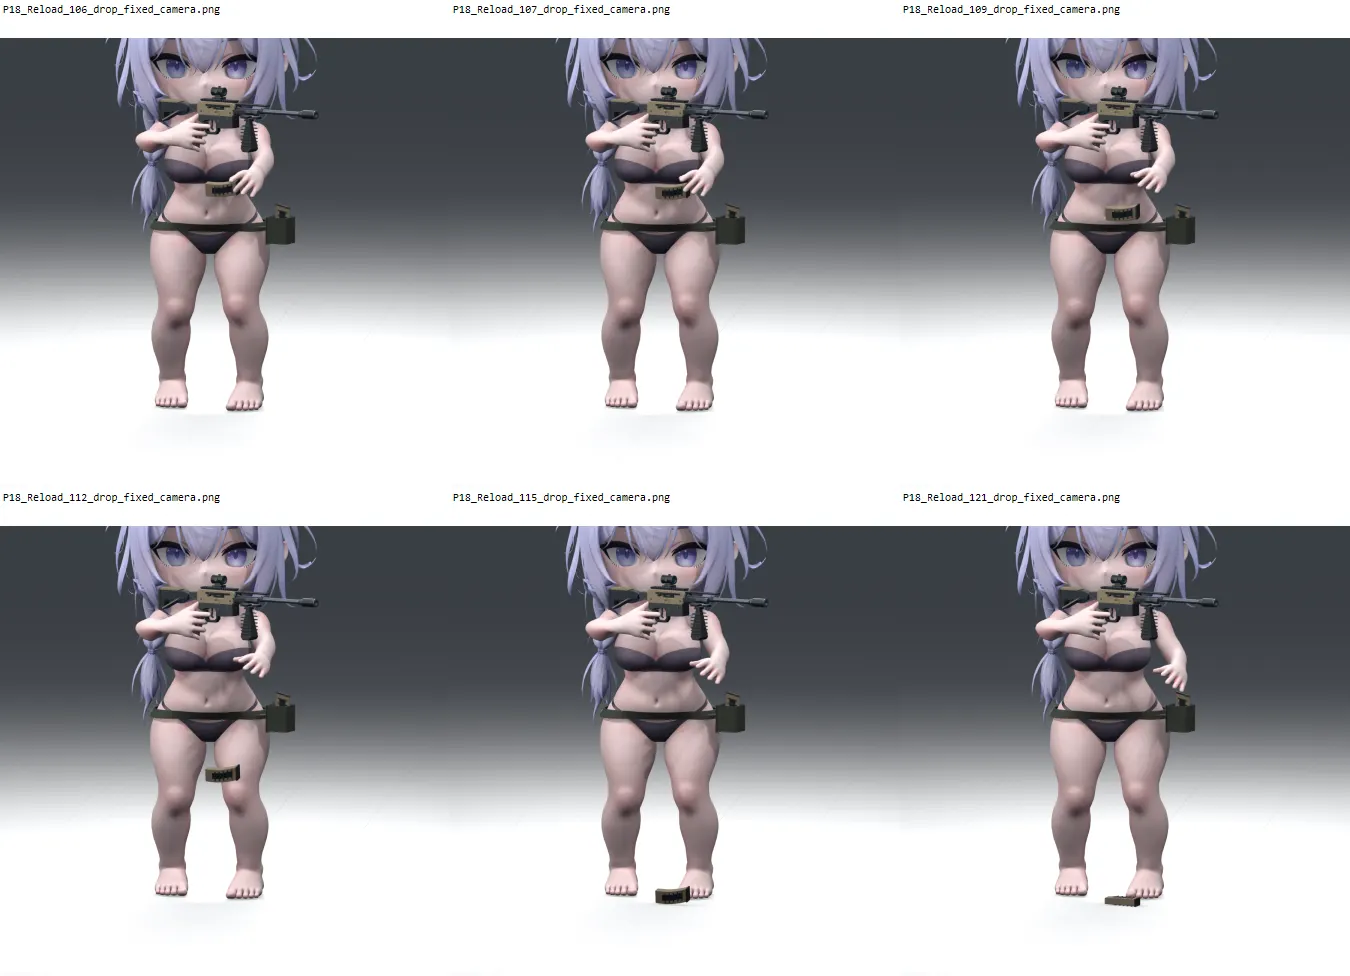 P18_Reload_106_drop_fixed_camera.png
P18_Reload_107_drop_fixed_camera.png
P18_Reload_109_drop_fixed_camera.png
P18_Reload_112_drop_fixed_camera.png
P18_Reload_115_drop_fixed_camera.png
P18_Reload_121_drop_fixed_camera.png